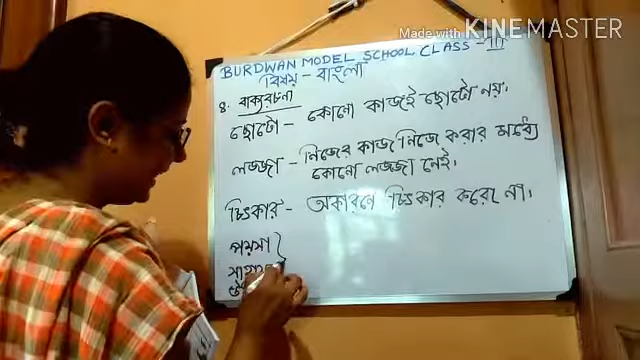 Made with KINEMASTER
BURDWAN MODEL SCHOOL CLASS - III
বিষয় - বাংলা
৪. বাক্যরচনা
ছোটো - কোনো কাজই ছোটো নয়।
লজ্জা - নিজের কাজ নিজে করার মধ্যে
কোনো লজ্জা নেই।
চিৎকার - অকারনে চিৎকার করো না।
পয়সা }